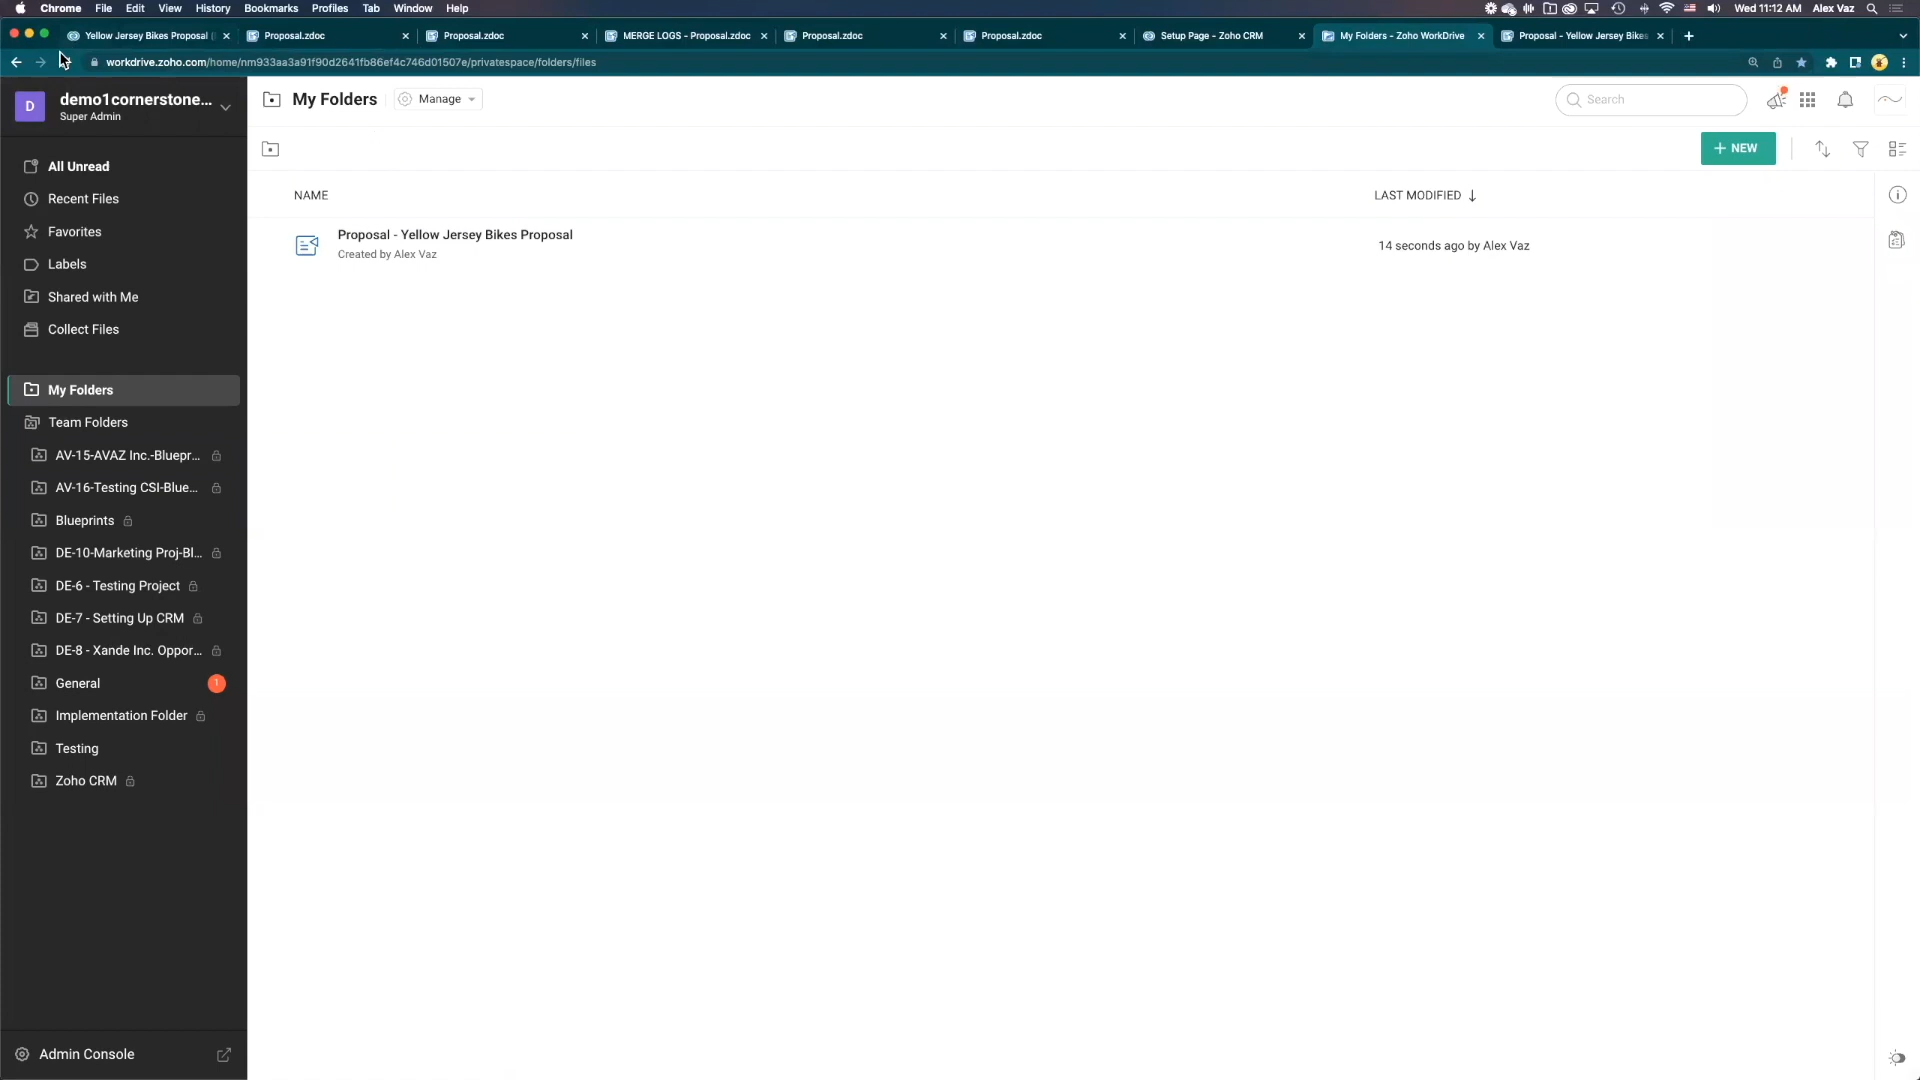 Chrome File Edit View History Bookmarks Profiles Tab Window Help Wed 11:12 AM Alex Vaz
Yellow Jersey Bikes Proposal Proposal.zdoc Proposal.zdoc MERGE LOGS - Proposal.zdoc Proposal.zdoc Proposal.zdoc Setup Page - Zoho CRM My Folders - Zoho WorkDrive Proposal - Yellow Jersey Bikes
workdrive.zoho.com/home/nm933aa3a91f90d2641fb86ef4c746d01507e/privatespace/folders/files
D
demo1cornerstone...
Super Admin
My Folders Manage Search
+ NEW
All Unread
Recent Files
Favorites
Labels
Shared with Me
Collect Files
My Folders
Team Folders
AV-15-AVAZ Inc.-Bluepr...
AV-16-Testing CSI-Blue...
Blueprints
DE-10-Marketing Proj-Bl...
DE-6 - Testing Project
DE-7 - Setting Up CRM
DE-8 - Xande Inc. Oppor...
General 1
Implementation Folder
Testing
Zoho CRM
Admin Console
NAME LAST MODIFIED
Proposal - Yellow Jersey Bikes Proposal
Created by Alex Vaz
14 seconds ago by Alex Vaz